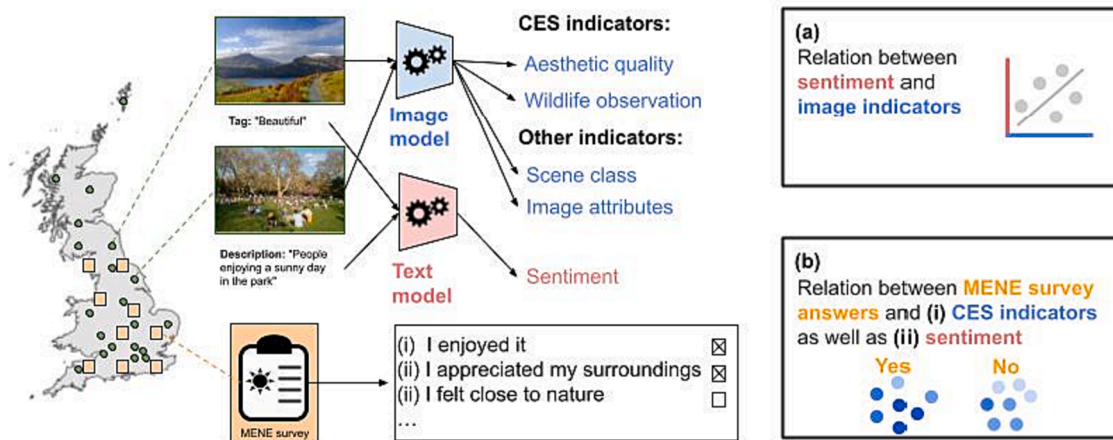 CES indicators:
Aesthetic quality
Wildlife observation
Other indicators:
Scene class
Image attributes
Tag: "Beautiful"
Image
model
Description: "People
enjoying a sunny day
in the park"
Text
model
Sentiment
MENE survey
(i) I enjoyed it
(ii) I appreciated my surroundings
(ii) I felt close to nature
...
(a)
Relation between
sentiment and
image indicators
(b)
Relation between MENE survey
answers and (i) CES indicators
as well as (ii) sentiment
Yes
No